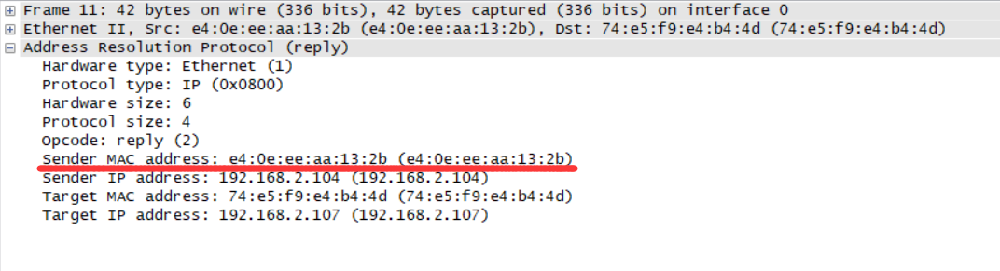 Frame 11: 42 bytes on wire (336 bits), 42 bytes captured (336 bits) on interface 0
Ethernet II, Src: e4:0e:ee:aa:13:2b (e4:0e:ee:aa:13:2b), Dst: 74:e5:f9:e4:b4:4d (74:e5:f9:e4:b4:4d)
Address Resolution Protocol (reply)
Hardware type: Ethernet (1)
Protocol type: IP (0x0800)
Hardware size: 6
Protocol size: 4
Opcode: reply (2)
Sender MAC address: e4:0e:ee:aa:13:2b (e4:0e:ee:aa:13:2b)
Sender IP address: 192.168.2.104 (192.168.2.104)
Target MAC address: 74:e5:f9:e4:b4:4d (74:e5:f9:e4:b4:4d)
Target IP address: 192.168.2.107 (192.168.2.107)